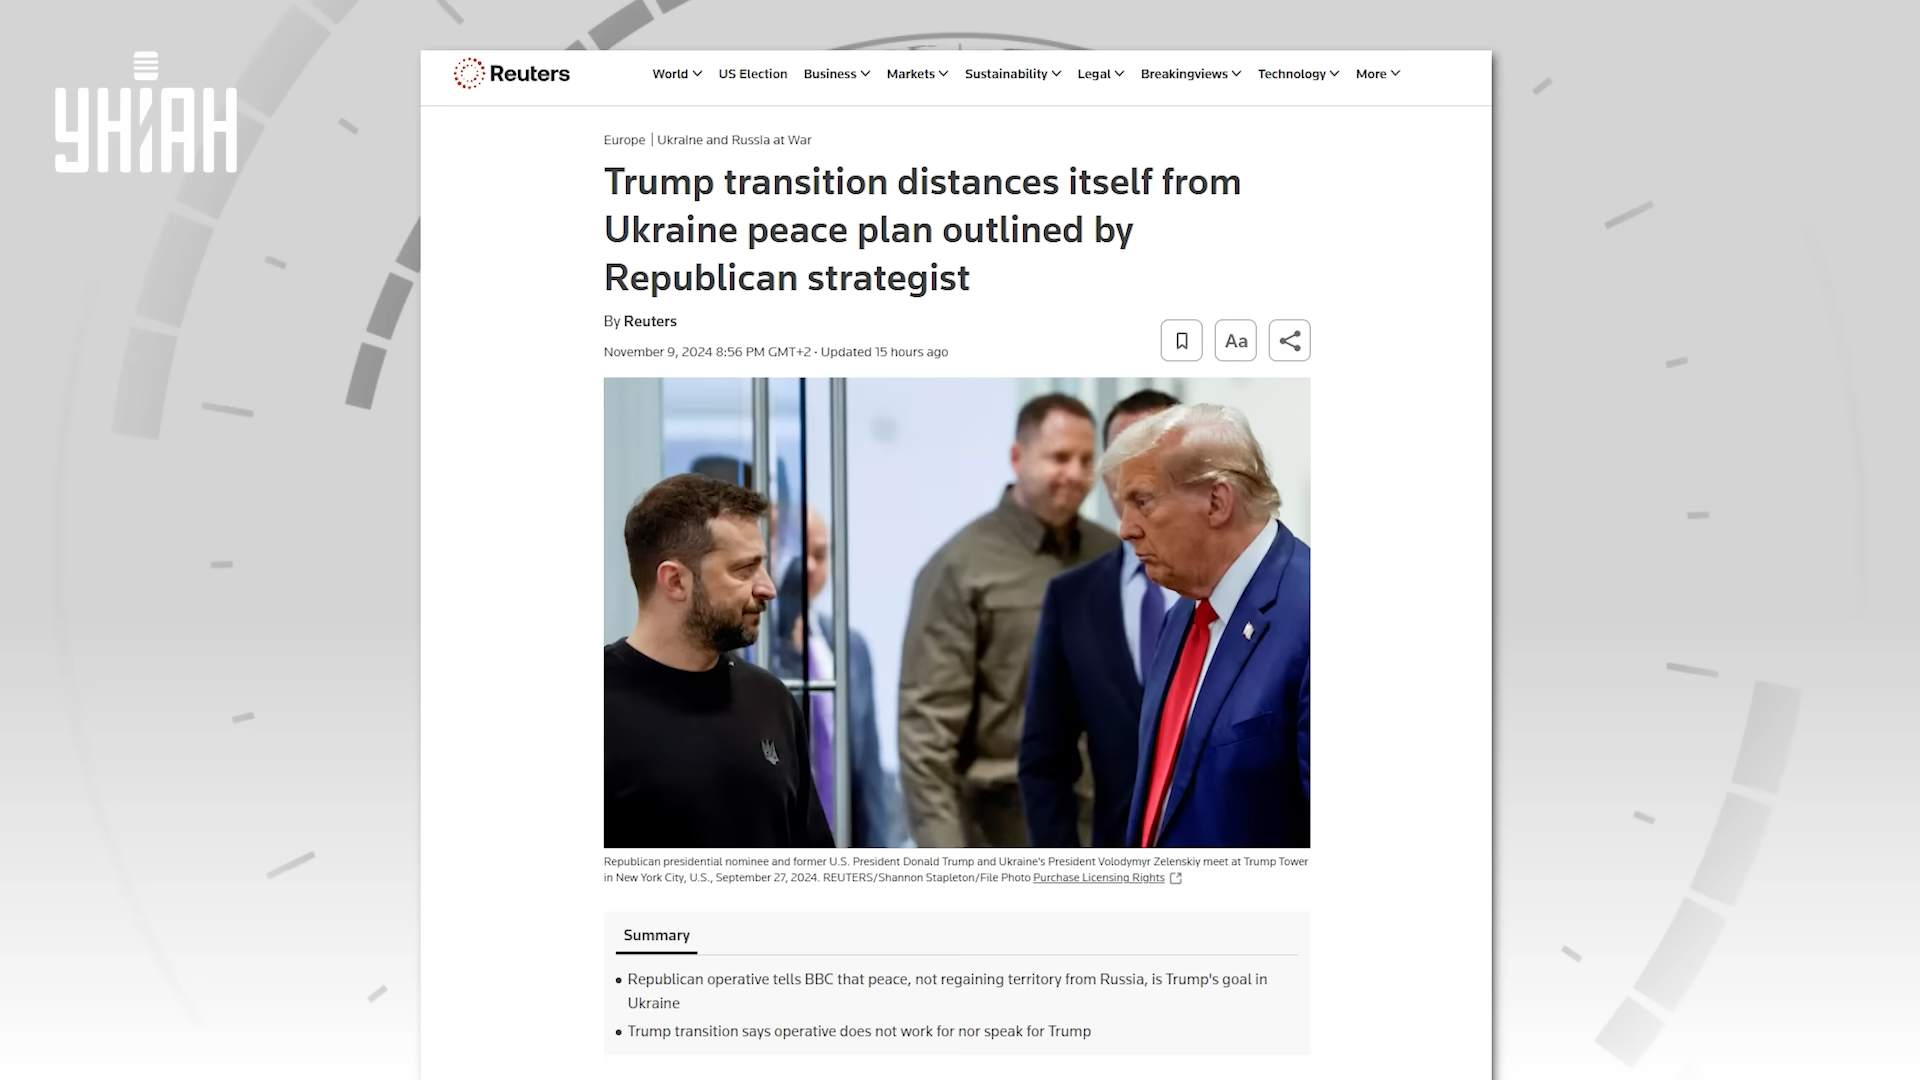 УНІАН
Reuters
World
US Election
Business
Markets
Sustainability
Legal
Breakingviews
Technology
More
Europe | Ukraine and Russia at War
Trump transition distances itself from
Ukraine peace plan outlined by
Republican strategist
By Reuters
November 9, 2024 8:56 PM GMT+2 · Updated 15 hours ago
Aa
Republican presidential nominee and former U.S. President Donald Trump and Ukraine's President Volodymyr Zelenskiy meet at Trump Tower
in New York City, U.S., September 27, 2024. REUTERS/Shannon Stapleton/File Photo Purchase Licensing Rights
Summary
• Republican operative tells BBC that peace, not regaining territory from Russia, is Trump's goal in
Ukraine
• Trump transition says operative does not work for nor speak for Trump